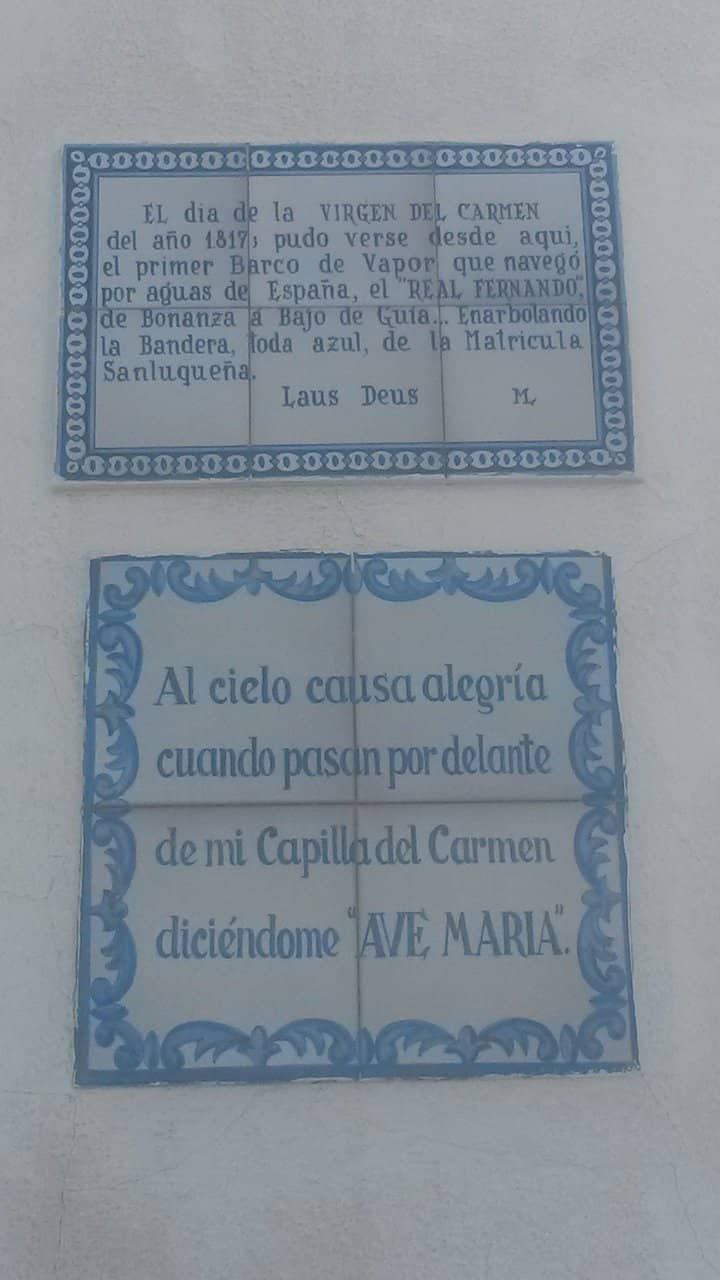 EL dia de la VIRGEN DEL CARMEN
del año 1817; pudo verse desde aqui,
el primer Barco de Vapor que navegó
por aguas de España, el "REAL FERNANDO",
de Bonanza a Bajo de Guia... Enarbolando
la Bandera, toda azul, de la Matricula
Sanluqueña.
Laus Deus M.
Al cielo causa alegría
cuando pasan por delante
de mi Capilla del Carmen
diciéndome "AVE MARIA".